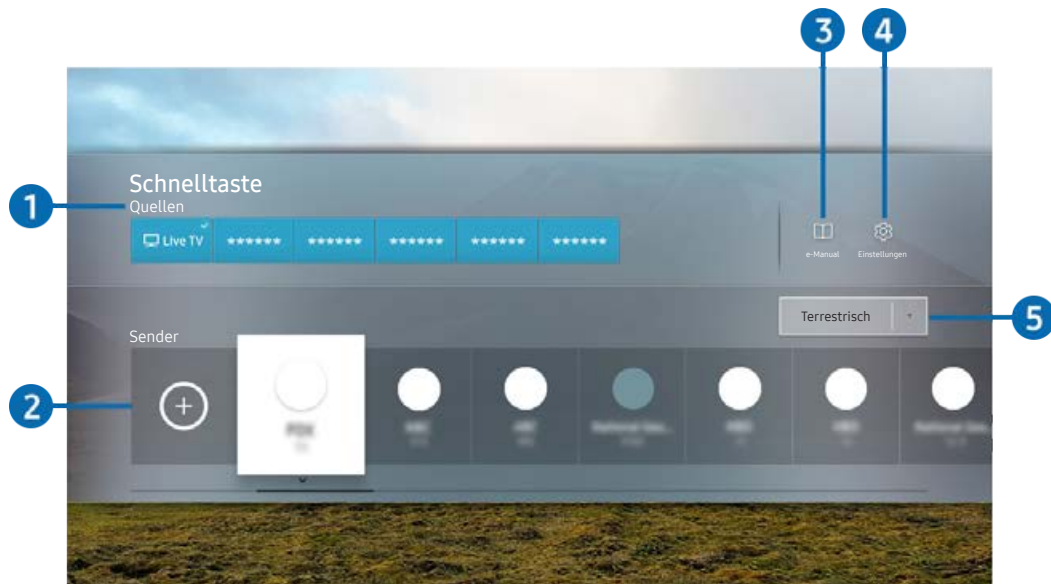 3 4
Schnelltaste
1
Quellen
Live TV ****** ****** ****** ****** ******
e-Manual Einstellungen
Terrestrisch
5
Sender
2